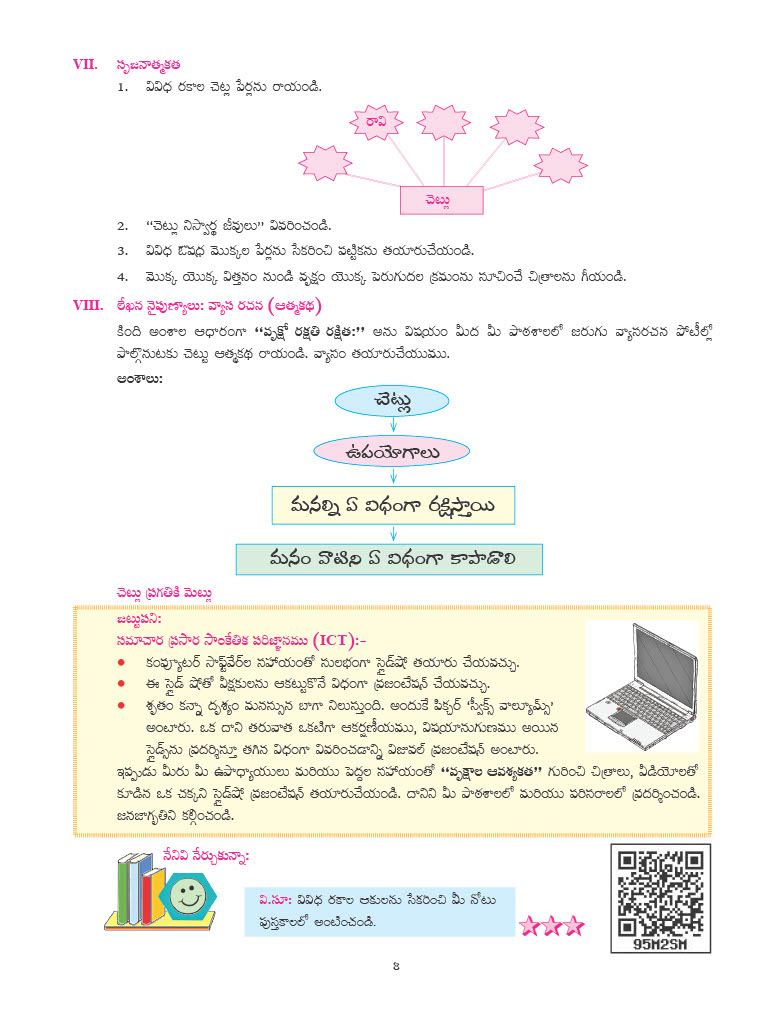 VII. సృజనాత్మకత
1. వివిధ రకాల చెట్ల పేర్లను రాయండి.
రావి
చెట్లు
2. “చెట్లు నిస్వార్థ జీవులు” వివరించండి.
3. వివిధ ఔషధ మొక్కల పేర్లను సేకరించి పట్టికను తయారుచేయండి.
4. మొక్క యొక్క విత్తనం నుండి వృక్షం యొక్క పెరుగుదల క్రమంను సూచించే చిత్రాలను గీయండి.
VIII. లేఖన నైపుణ్యాలు: వ్యాస రచన (ఆత్మకథ)
కింది అంశాల ఆధారంగా “వృక్షో రక్షతి రక్షిత:” అను విషయం మీద మీ పాఠశాలలో జరుగు వ్యాసరచన పోటీల్లో
పాల్గొనుటకు చెట్టు ఆత్మకథ రాయండి. వ్యాసం తయారుచేయుము.
అంశాలు:
చెట్లు
ఉపయోగాలు
మనల్ని ఏ విధంగా రక్షిస్తాయి
మనం వాటిని ఏ విధంగా కాపాడాలి
చెట్లు ప్రగతికి మెట్లు
జట్టుపని:
సమాచార ప్రసార సాంకేతిక పరిజ్ఞానము (ICT):-
• కంప్యూటర్ సాఫ్ట్‌వేర్‌ల సహాయంతో సులభంగా స్లైడ్‌షో తయారు చేయవచ్చు.
• ఈ స్లైడ్ షోతో వీక్షకులను ఆకట్టుకొనే విధంగా ప్రజంటేషన్ చేయవచ్చు.
• శృతం కన్నా దృశ్యం మనస్సున బాగా నిలుస్తుంది. అందుకే పిక్చర్ ‘స్పీక్స్ వాల్యూమ్స్’
అంటారు. ఒక దాని తరువాత ఒకటిగా ఆకర్షణీయముు, విషయానుగుణము అయిన
స్లైడ్స్‌ను ప్రదర్శిస్తూ తగిన విధంగా వివరించడాన్ని విజువల్ ప్రజంటేషన్ అంటారు.
ఇప్పుడు మీరు మీ ఉపాధ్యాయులు మరియు పెద్దల సహాయంతో “వృక్షాల ఆవశ్యకత” గురించి చిత్రాలు, వీడియోలతో
కూడిన ఒక చక్కని స్లైడ్‌షో ప్రజంటేషన్ తయారుచేయండి. దానిని మీ పాఠశాలలో మరియు పరిసరాలలో ప్రదర్శించండి.
జనజాగృతిని కల్గించండి.
నేనివి నేర్చుకున్నా:
వి.సూ: వివిధ రకాల ఆకులను సేకరించి మీ నోటు
పుస్తకాలలో అంటించండి.
95M2SM
8